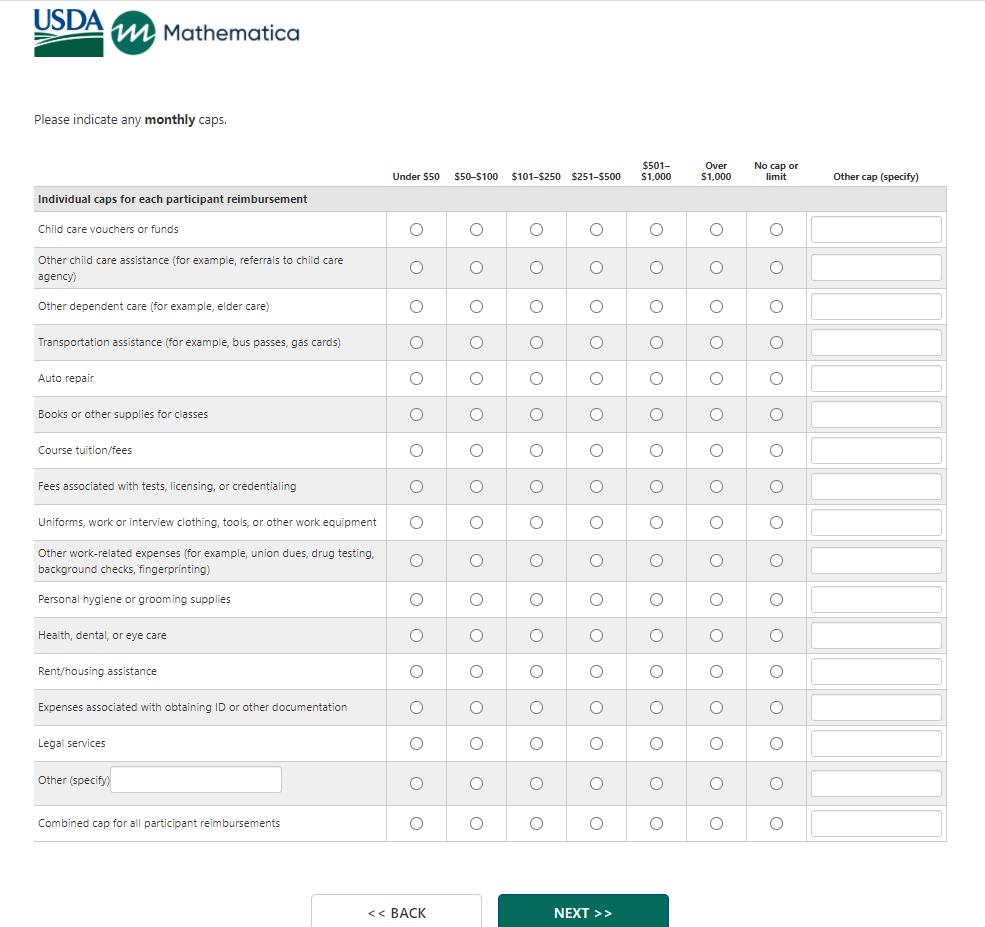 USDA
m Mathematica
Please indicate any monthly caps.
Under $50 $50–$100 $101–$250 $251–$500 $501–
$1,000 Over
$1,000 No cap or
limit Other cap (specify)
Individual caps for each participant reimbursement
Child care vouchers or funds
Other child care assistance (for example, referrals to child care
agency)
Other dependent care (for example, elder care)
Transportation assistance (for example, bus passes, gas cards)
Auto repair
Books or other supplies for classes
Course tuition/fees
Fees associated with tests, licensing, or credentialing
Uniforms, work or interview clothing, tools, or other work equipment
Other work-related expenses (for example, union dues, drug testing,
background checks, fingerprinting)
Personal hygiene or grooming supplies
Health, dental, or eye care
Rent/housing assistance
Expenses associated with obtaining ID or other documentation
Legal services
Other (specify)
Combined cap for all participant reimbursements
<< BACK
NEXT >>